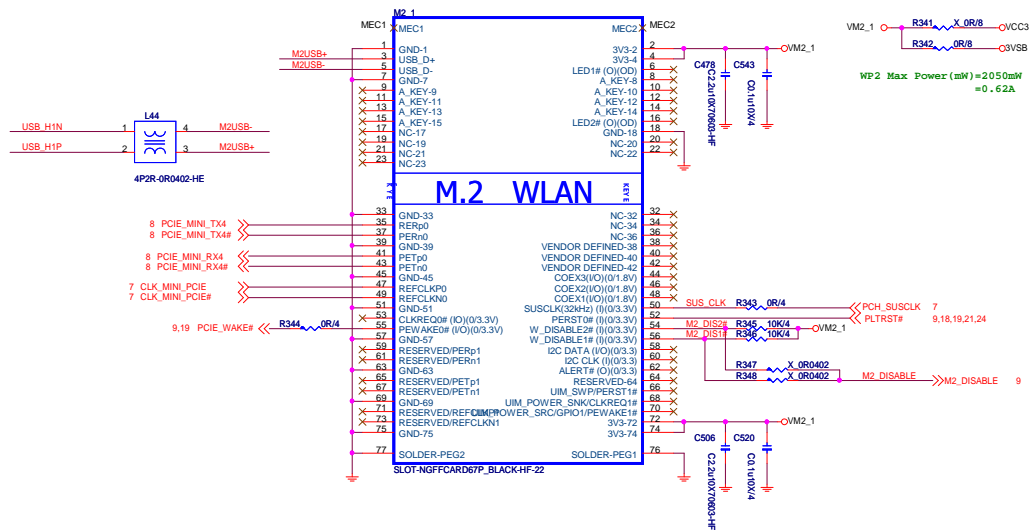 M2_1
MEC1 MEC1 MEC2 MEC2
1 GND-1
M2USB+ 3 USB_D+
M2USB- 5 USB_D-
7 GND-7
9 A_KEY-9
11 A_KEY-11
13 A_KEY-13
15 A_KEY-15
17 NC-17
19 NC-19
21 NC-21
23 NC-23
3V3-2 2
3V3-4 4
LED1# (O)(OD) 6
A_KEY-8 8
A_KEY-10 10
A_KEY-12 12
A_KEY-14 14
LED2# (O)(OD) 16
GND-18 18
NC-20 20
NC-22 22
VM2_1
C478
C2.2u10X70603-HF
C543
C0.1u10X/4
VM2_1
R341 X_0R/8 VCC3
R342 0R/8 3VSB
WP2 Max Power(mW)=2050mW
=0.62A
L44
USB_H1N 1 4 M2USB-
USB_H1P 2 3 M2USB+
4P2R-0R0402-HE
KEYE M.2 WLAN KEYE
33 GND-33
8 PCIE_MINI_TX4 35 RERp0
8 PCIE_MINI_TX4# 37 PERn0
39 GND-39
8 PCIE_MINI_RX4 41 PETp0
8 PCIE_MINI_RX4# 43 PETn0
45 GND-45
7 CLK_MINI_PCIE 47 REFCLKP0
7 CLK_MINI_PCIE# 49 REFCLKN0
51 GND-51
53 CLKREQ0# (IO)(0/3.3V)
9,19 PCIE_WAKE# R344 0R/4 55 PEWAKE0# (I/O)(0/3.3V)
57 GND-57
59 RESERVED/PERp1
61 RESERVED/PERn1
63 GND-63
65 RESERVED/PETp1
67 RESERVED/PETn1
69 GND-69
71 RESERVED/REFCLKP1
73 RESERVED/REFCLKN1
75 GND-75
77 SOLDER-PEG2
NC-32 32
NC-34 34
NC-36 36
VENDOR DEFINED-38 38
VENDOR DEFINED-40 40
VENDOR DEFINED-42 42
COEX3(I/O)(0/1.8V) 44
COEX2(I/O)(0/1.8V) 46
COEX1(I/O)(0/1.8V) 48
SUSCLK(32kHz) (I)(0/3.3V) 50 SUS_CLK R343 0R/4 PCH_SUSCLK 7
PERST0# (I)(0/3.3V) 52 PLTRST# 9,18,19,21,24
W_DISABLE2# (I)(0/3.3V) 54 M2_DIS2# R345 10K/4 VM2_1
W_DISABLE1# (I)(0/3.3V) 56 M2_DIS1# R346 10K/4
I2C DATA (I/O)(0/3.3) 58
I2C CLK (I)(0/3.3) 60
ALERT# (O)(0/3.3) 62
RESERVED-64 64
UIM_SWP/PERST1# 66
UIM_POWER_SNK/CLKREQ1# 68
UIM_POWER_SRC/GPIO1/PEWAKE1# 70
3V3-72 72
3V3-74 74
SOLDER-PEG1 76
R347 X_0R0402
R348 X_0R0402 M2_DISABLE M2_DISABLE 9
VM2_1
C506
C2.2u10X70603-HF
C520
C0.1u10X/4
SLOT-NGFFCARD67P_BLACK-HF-22